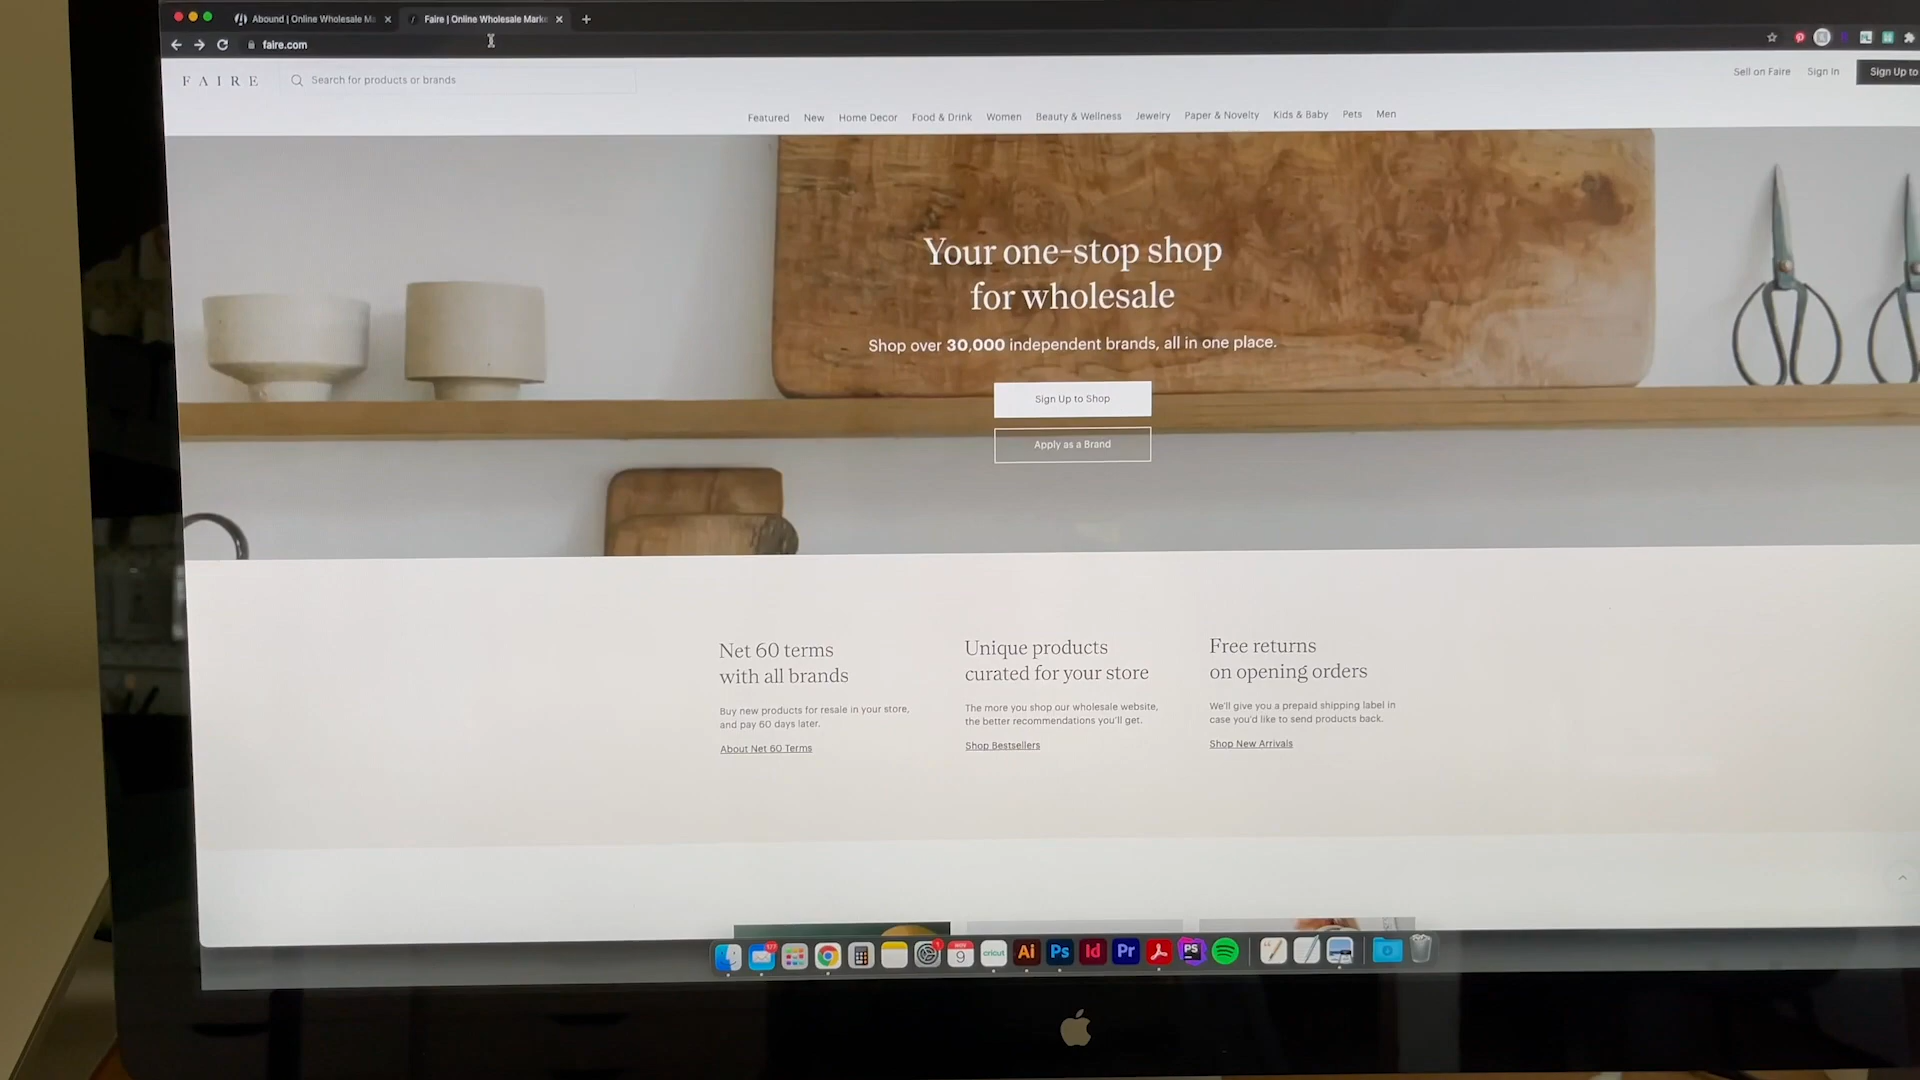 Abound | Online Wholesale Ma
Faire | Online Wholesale Marke
faire.com
FAIRE
Search for products or brands
Sell on Faire
Sign In
Sign Up to
Featured
New
Home Decor
Food & Drink
Women
Beauty & Wellness
Jewelry
Paper & Novelty
Kids & Baby
Pets
Men
Your one-stop shop
for wholesale
Shop over 30,000 independent brands, all in one place.
Sign Up to Shop
Apply as a Brand
Net 60 terms
with all brands
Buy new products for resale in your store,
and pay 60 days later.
About Net 60 Terms
Unique products
curated for your store
The more you shop our wholesale website,
the better recommendations you'll get.
Shop Bestsellers
Free returns
on opening orders
We'll give you a prepaid shipping label in
case you'd like to send products back.
Shop New Arrivals
177
1
NOV
9
cricut
Ai
Ps
Id
Pr
PS